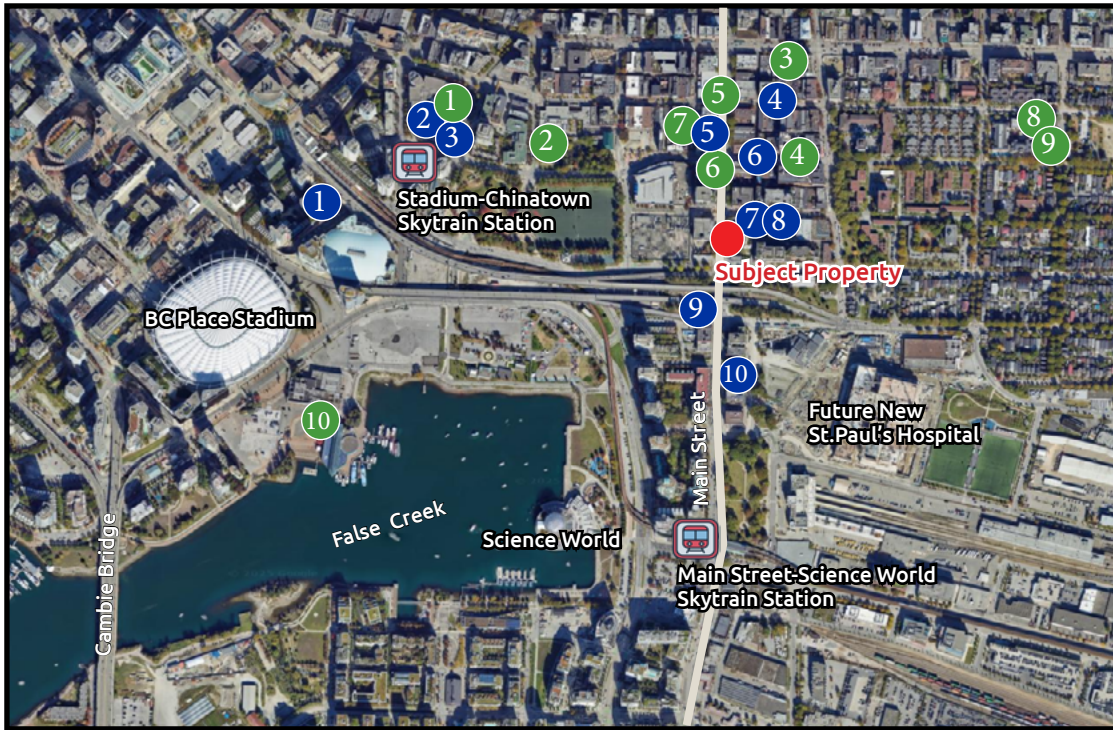 3
1
5
4
2
8
7
5
3
9
2
6
4
6
Stadium-Chinatown
Skytrain Station
1
7
8
Subject Property
BC Place Stadium
9
10
10
Future New
St.Paul's Hospital
Main Street
False Creek
Science World
Cambie Bridge
Main Street-Science World
Skytrain Station